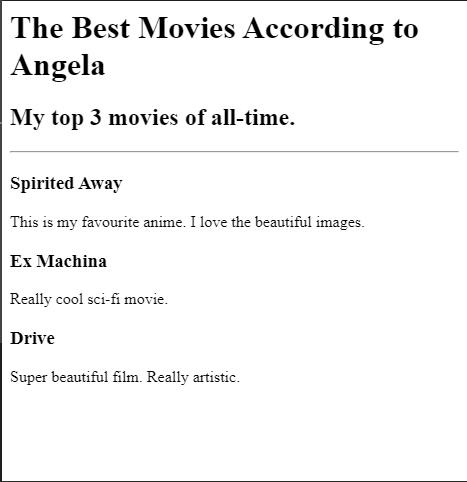 The Best Movies According to
Angela
My top 3 movies of all-time.
Spirited Away
This is my favourite anime. I love the beautiful images.
Ex Machina
Really cool sci-fi movie.
Drive
Super beautiful film. Really artistic.